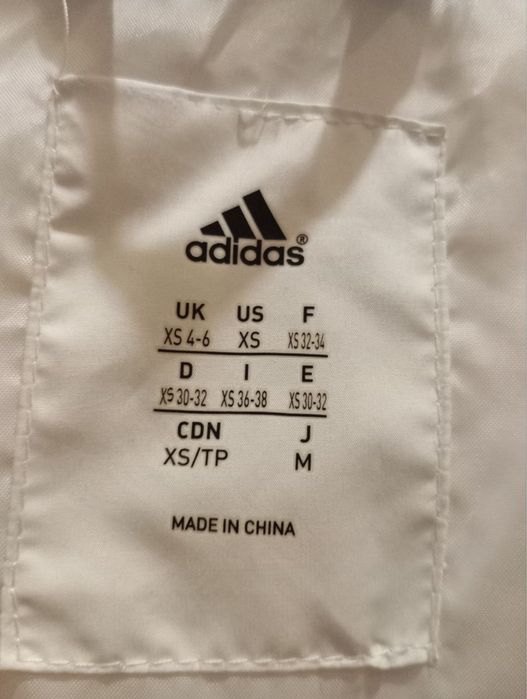 adidas®
UK US F
XS 4-6 XS XS 32-34
D I E
XS 30-32 XS 36-38 XS 30-32
CDN J
XS/TP M
MADE IN CHINA